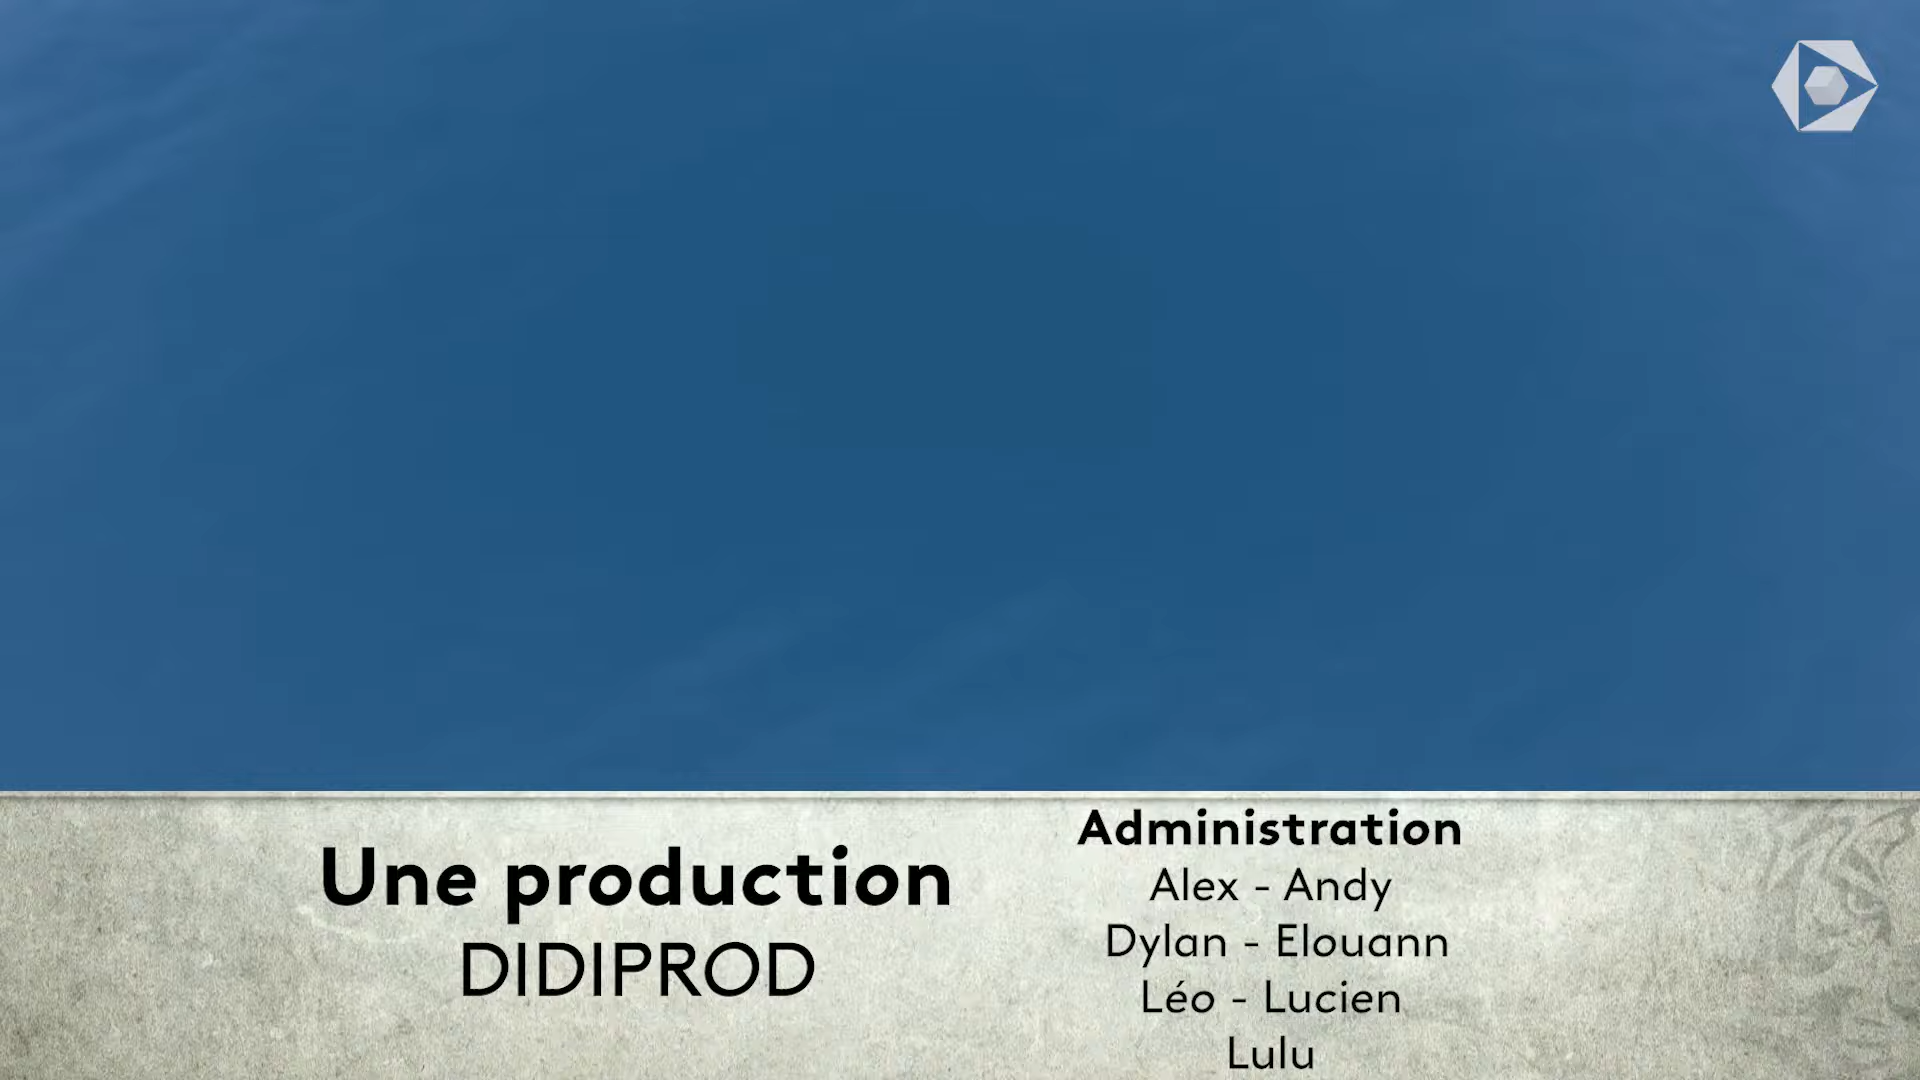 Une production
DIDIPROD
Administration
Alex - Andy
Dylan - Elouann
Léo - Lucien
Lulu